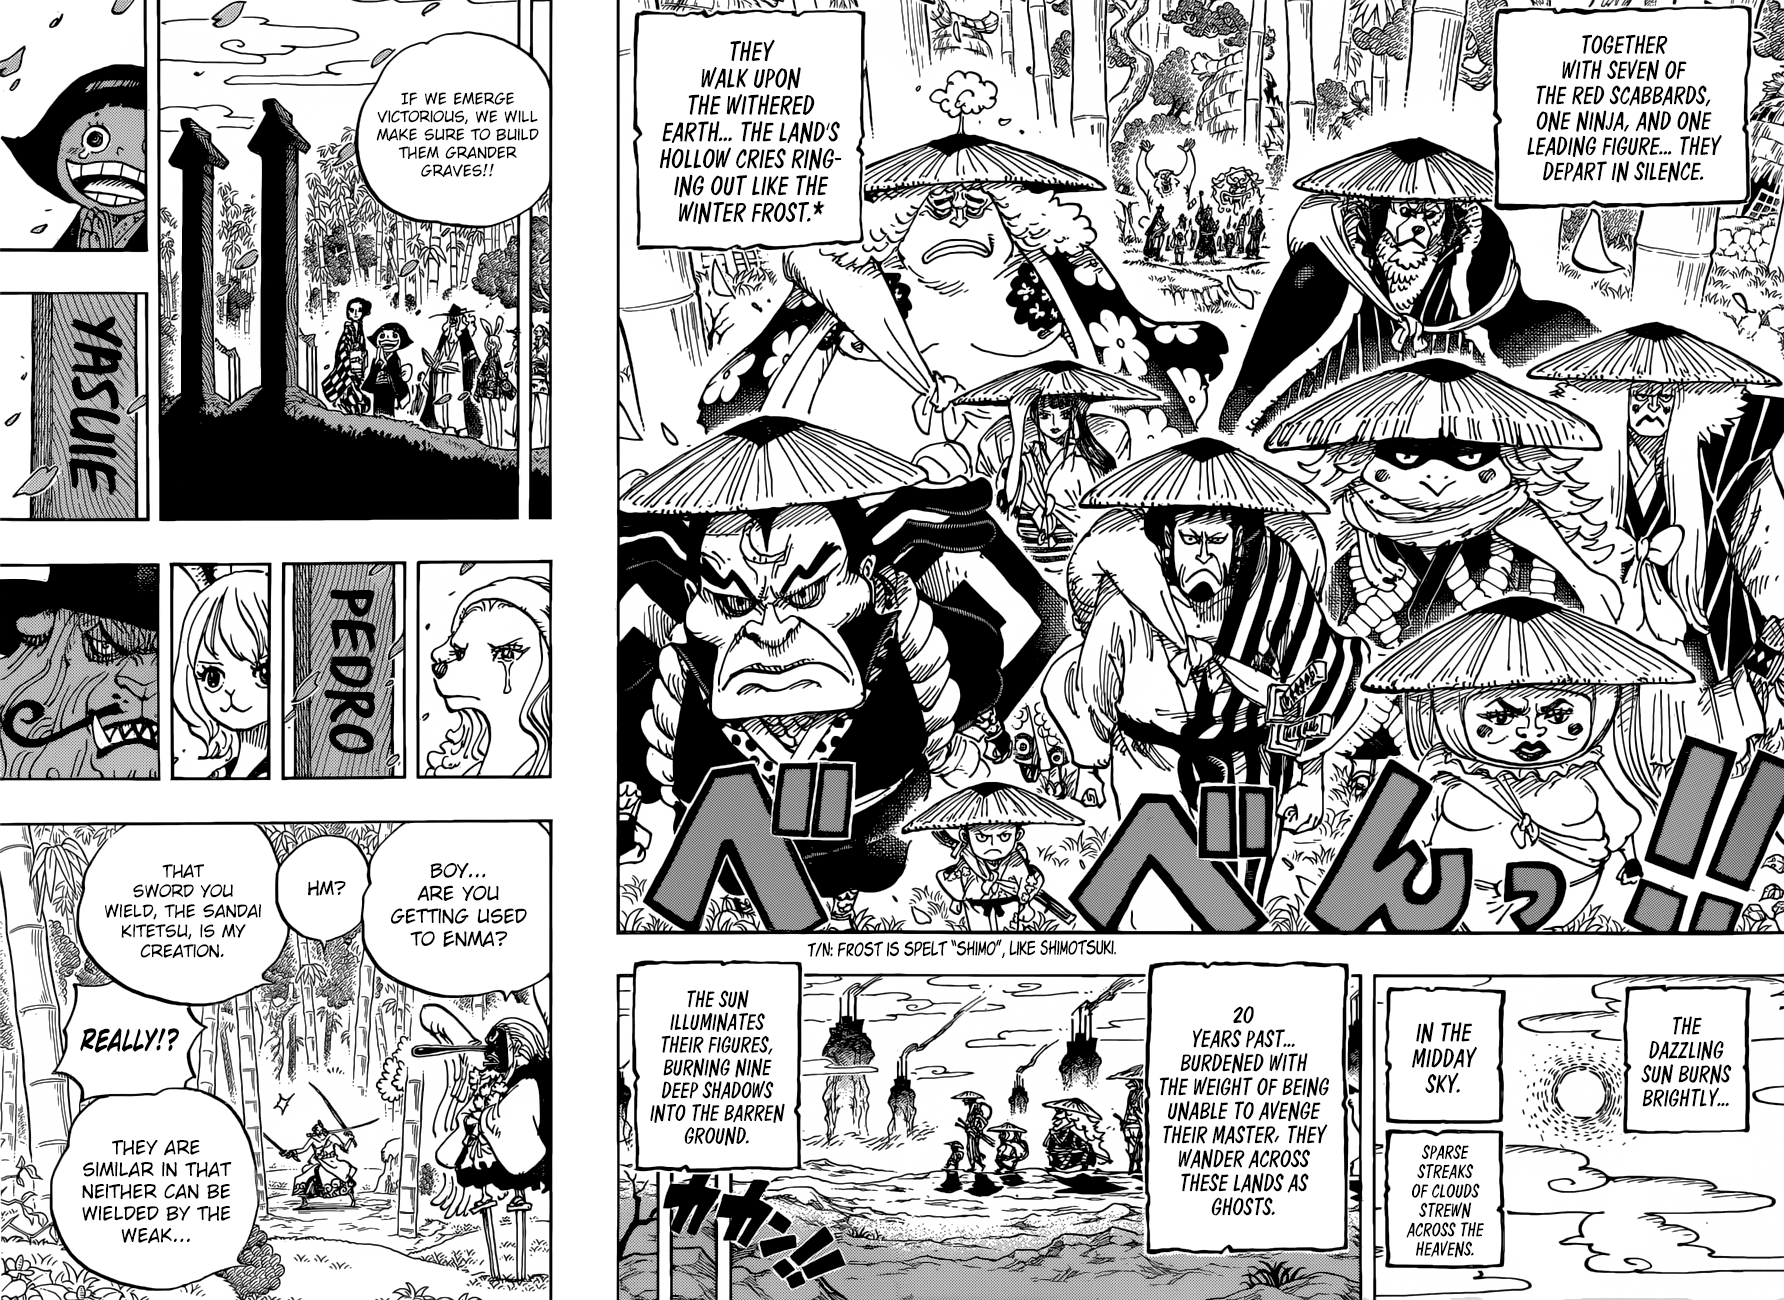 TOGETHER
WITH SEVEN OF
THE RED SCABBARDS,
ONE NINJA, AND ONE
LEADING FIGURE... THEY
DEPART IN SILENCE.
THEY
WALK UPON
THE WITHERED
EARTH... THE LAND'S
HOLLOW CRIES RING-
ING OUT LIKE THE
WINTER FROST.*
べべんっ!!
T/N: FROST IS SPELT "SHIMO", LIKE SHIMOTSUKI.
THE
DAZZLING
SUN BURNS
BRIGHTLY...
IN THE
MIDDAY
SKY.
SPARSE
STREAKS
OF CLOUDS
STREWN
ACROSS THE
HEAVENS.
20
YEARS PAST...
BURDENED WITH
THE WEIGHT OF BEING
UNABLE TO AVENGE
THEIR MASTER, THEY
WANDER ACROSS
THESE LANDS AS
GHOSTS.
THE SUN
ILLUMINATES
THEIR FIGURES,
BURNING NINE
DEEP SHADOWS
INTO THE BARREN
GROUND.
カカン!!
IF WE EMERGE
VICTORIOUS, WE WILL
MAKE SURE TO BUILD
THEM GRANDER
GRAVES!!
YASUIE
PEDRO
BOY...
ARE YOU
GETTING USED
TO ENMA?
HM?
THAT
SWORD YOU
WIELD, THE SANDAI
KITETSU, IS MY
CREATION.
REALLY!?
THEY ARE
SIMILAR IN THAT
NEITHER CAN BE
WIELDED BY THE
WEAK...